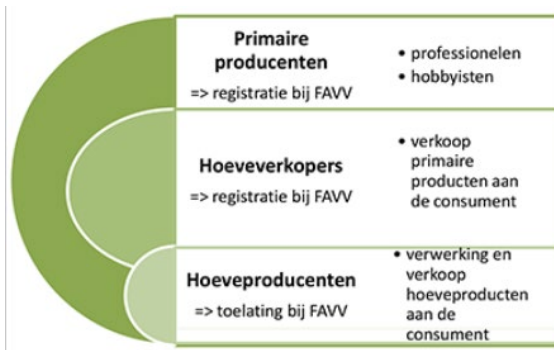 Primaire
producenten
=> registratie bij FAVV
• professionelen
• hobbyisten
Hoeveverkopers
=> registratie bij FAVV
• verkoop
primaire
producten aan
de consument
Hoeveproducenten
=> toelating bij FAVV
• verwerking en
verkoop
hoeveproducten
aan de
consument